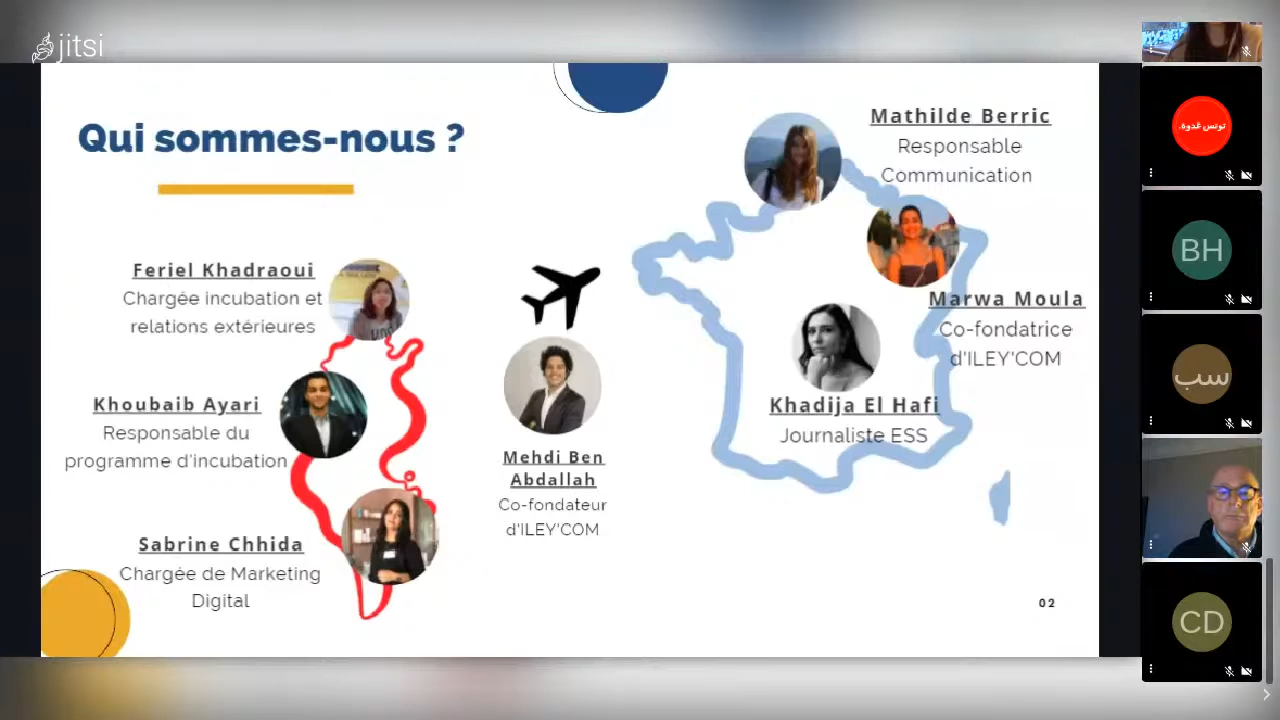 jitsi
Qui sommes-nous ?
Mathilde Berric
Responsable
Communication
Feriel Khadraoui
Chargée incubation et
relations extérieures
Marwa Moula
Co-fondatrice
d'ILEY'COM
Khoubaib Ayari
Responsable du
programme d'incubation
Khadija El Hafi
Journaliste ESS
Mehdi Ben
Abdallah
Co-fondateur
d'ILEY'COM
Sabrine Chhida
Chargée de Marketing
Digital
02
تونس غدوة.
BH
سب
CD